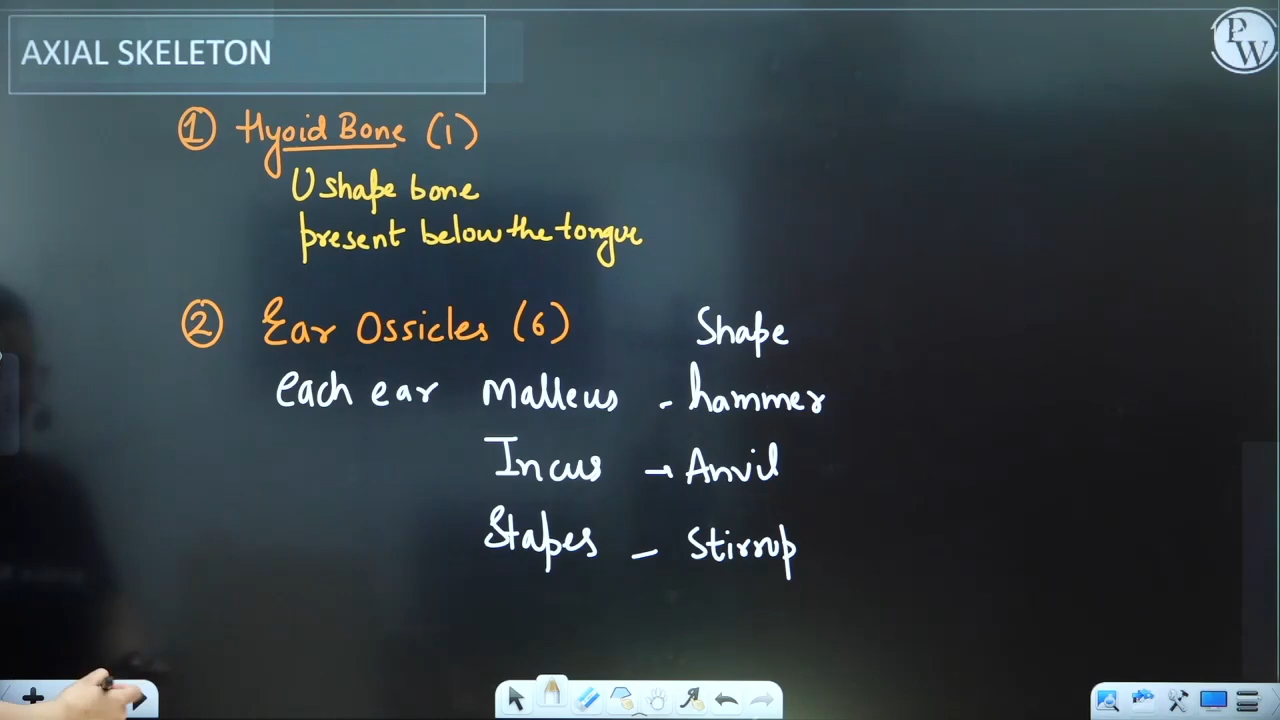 AXIAL SKELETON
PW
① Hyoid Bone (1)
U shape bone
present below the tongue
② Ear Ossicles (6) Shape
each ear Malleus - hammer
Incus → Anvil
Stapes - Stirrup